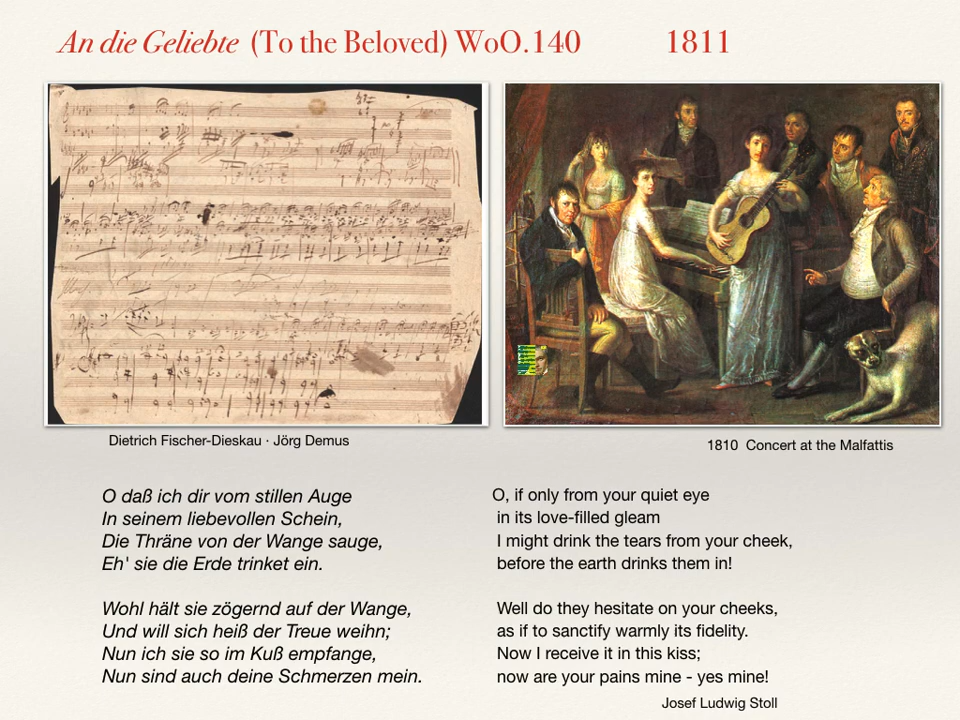 An die Geliebte (To the Beloved) WoO.140 1811
Dietrich Fischer-Dieskau · Jörg Demus
1810 Concert at the Malfattis
O daß ich dir vom stillen Auge
In seinem liebevollen Schein,
Die Thräne von der Wange sauge,
Eh' sie die Erde trinket ein.
Wohl hält sie zögernd auf der Wange,
Und will sich heiß der Treue weihn;
Nun ich sie so im Kuß empfange,
Nun sind auch deine Schmerzen mein.
O, if only from your quiet eye
in its love-filled gleam
I might drink the tears from your cheek,
before the earth drinks them in!
Well do they hesitate on your cheeks,
as if to sanctify warmly its fidelity.
Now I receive it in this kiss;
now are your pains mine - yes mine!
Josef Ludwig Stoll